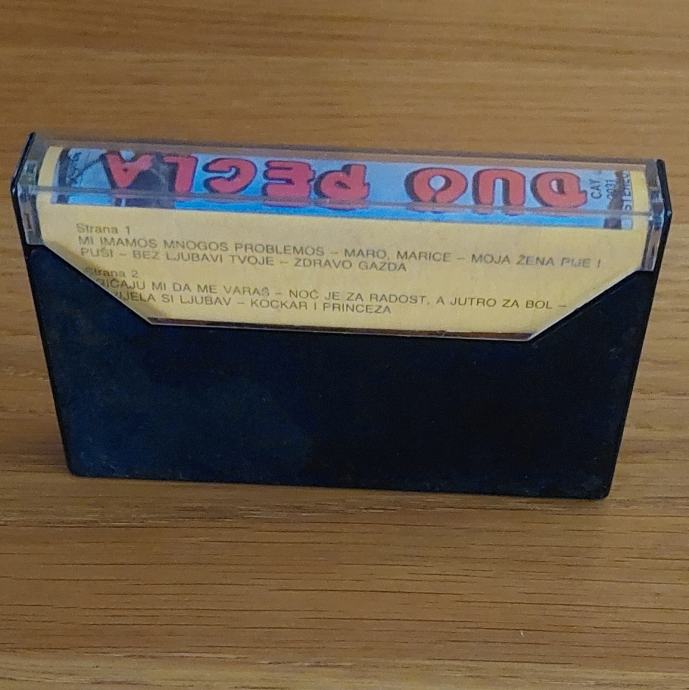 DUO PEGLA
CAY
STEREO
Strana 1
MI IMAMOS MNOGOS PROBLEMOS – MARO, MARICE – MOJA ŽENA PIJE I
PUŠI – BEZ LJUBAVI TVOJE – ZDRAVO GAZDA
Strana 2
MI DA ME VARAŠ – NOĆ JE ZA RADOST, A JUTRO ZA BOL –
SI LJUBAV – KOCKAR I PRINCEZA